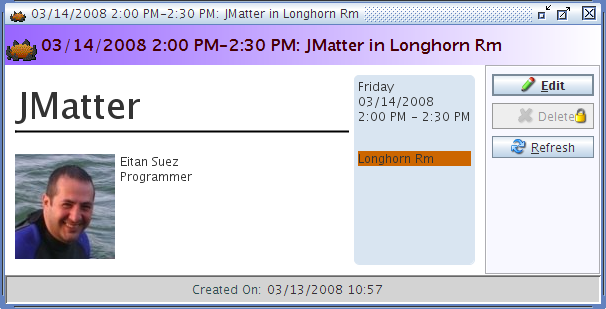 03/14/2008 2:00 PM-2:30 PM: JMatter in Longhorn Rm
03/14/2008 2:00 PM-2:30 PM: JMatter in Longhorn Rm
JMatter
Eitan Suez
Programmer
Friday
03/14/2008
2:00 PM - 2:30 PM
Longhorn Rm
Edit
Delete
Refresh
Created On: 03/13/2008 10:57